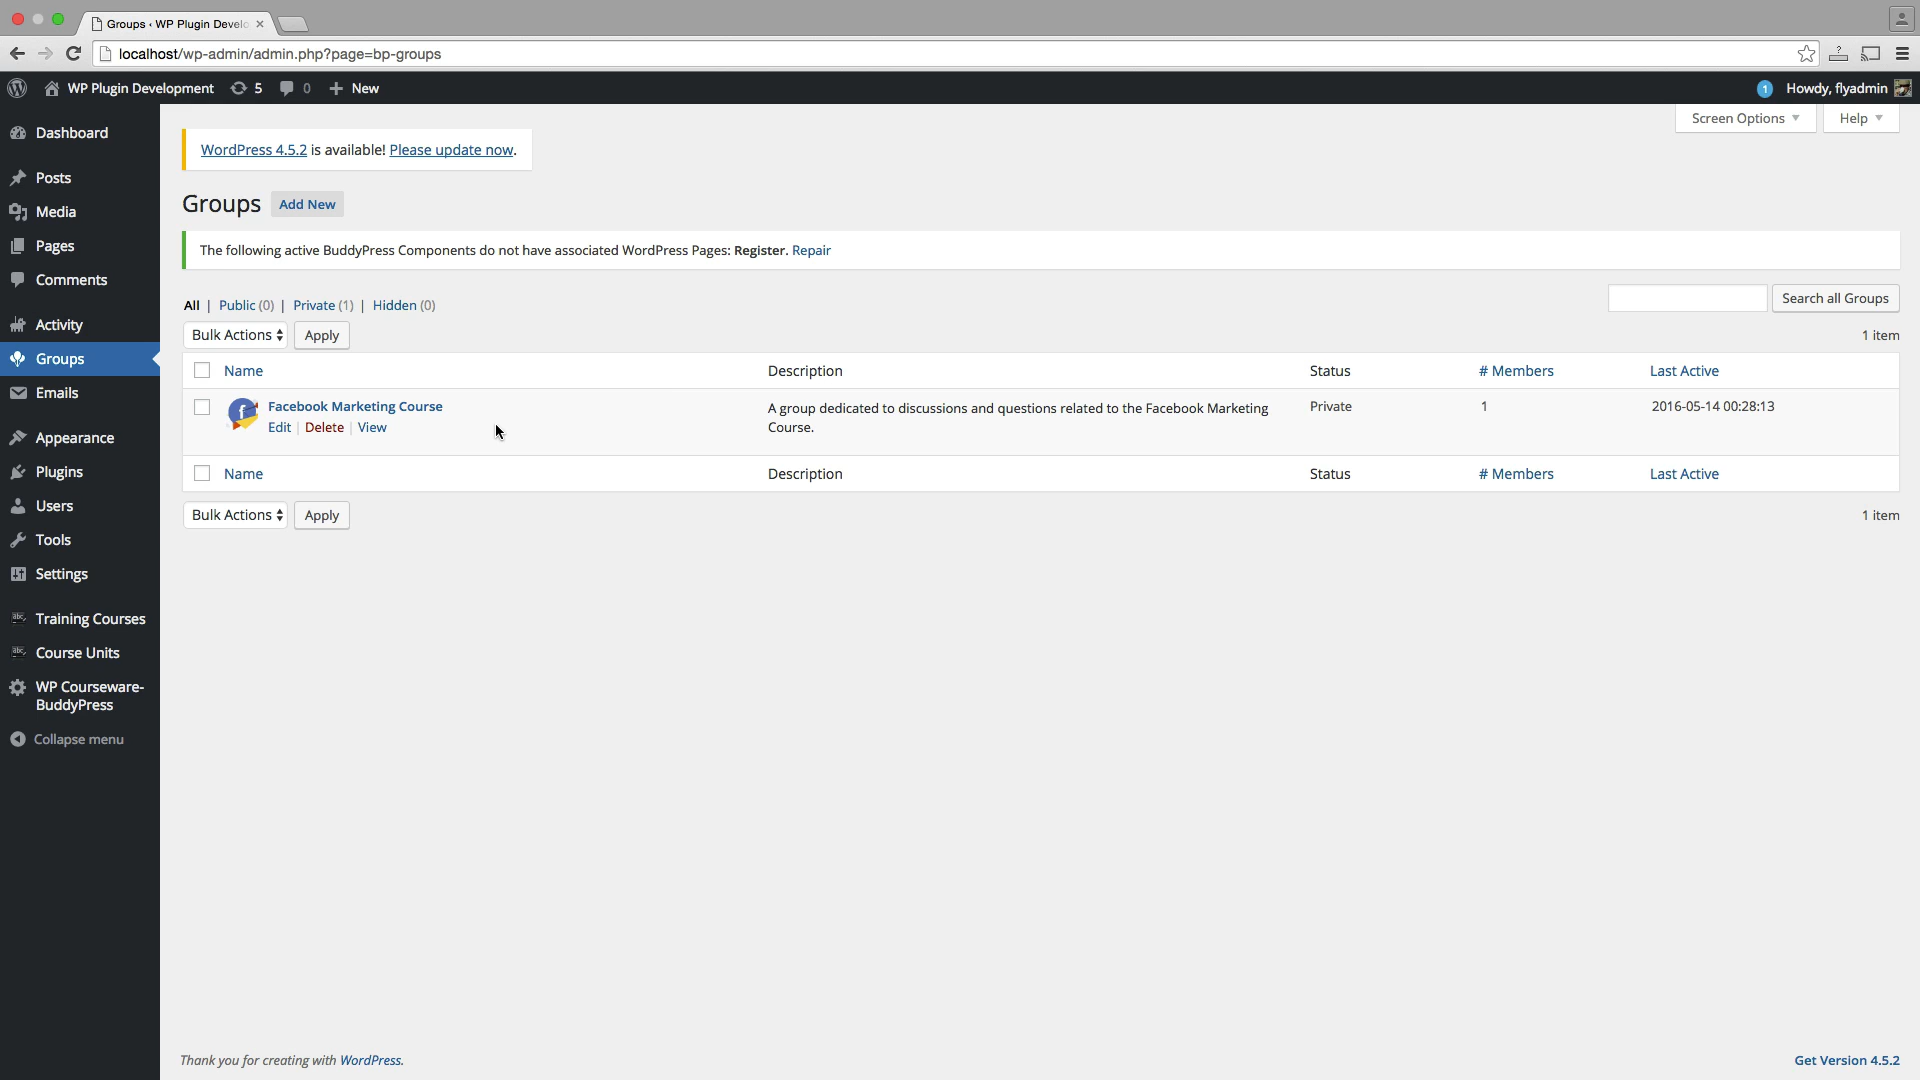 Groups ‹ WP Plugin Develo
localhost/wp-admin/admin.php?page=bp-groups
WP Plugin Development 5 0 New
1 Howdy, flyadmin
Screen Options Help
Dashboard
Posts
Media
Pages
Comments
Activity
Groups
Emails
Appearance
Plugins
Users
Tools
Settings
Training Courses
Course Units
WP Courseware-
BuddyPress
Collapse menu
WordPress 4.5.2 is available! Please update now.
Groups Add New
The following active BuddyPress Components do not have associated WordPress Pages: Register. Repair
All | Public (0) | Private (1) | Hidden (0)
Search all Groups
Bulk Actions Apply
1 item
Name Description Status # Members Last Active
Facebook Marketing Course
Edit | Delete | View
A group dedicated to discussions and questions related to the Facebook Marketing
Course.
Private 1 2016-05-14 00:28:13
Name Description Status # Members Last Active
Bulk Actions Apply
1 item
Thank you for creating with WordPress.
Get Version 4.5.2